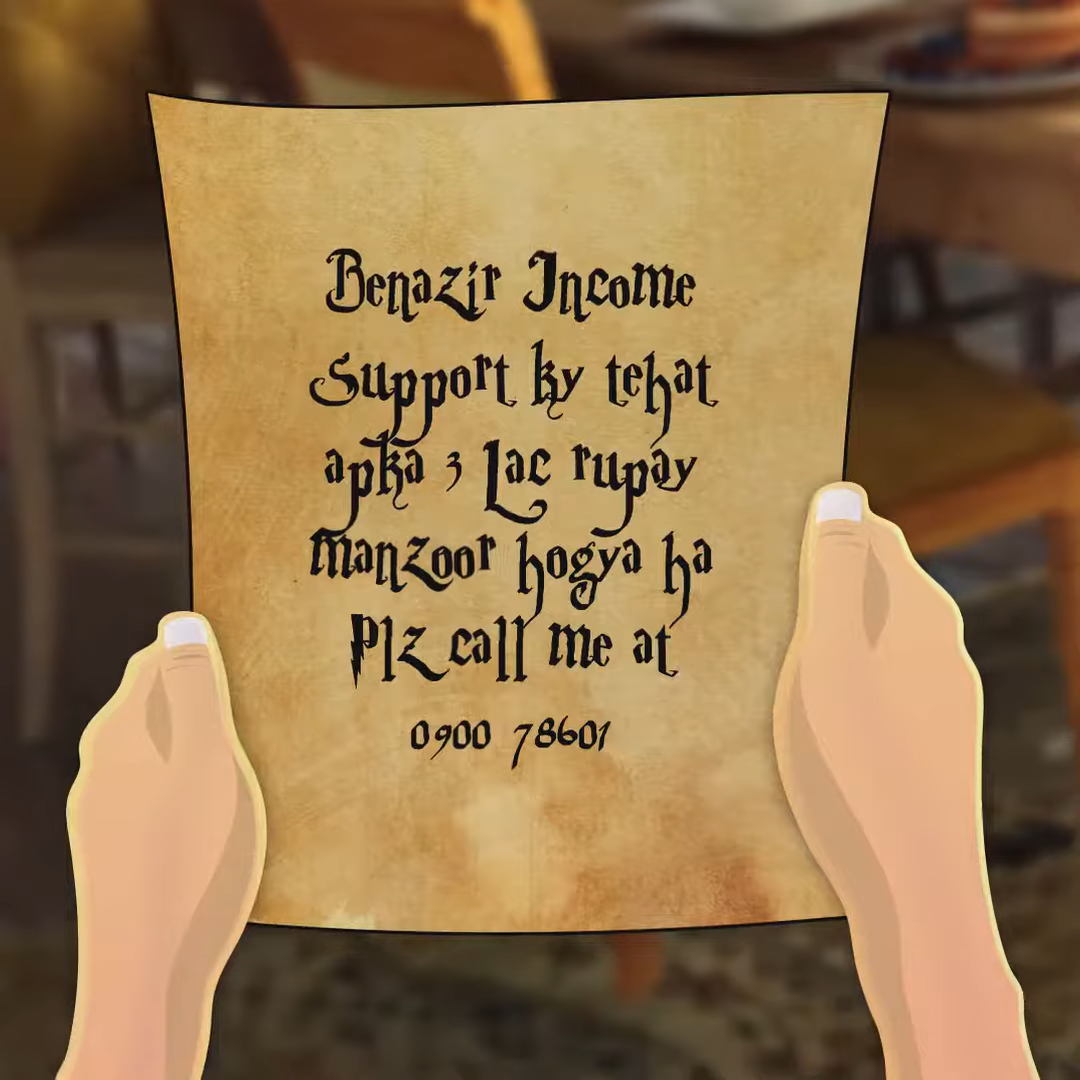 Benazir Income
Support ky tehat
apka 3 Lac rupay
manzoor hogya ha
Plz call me at
0900 78601